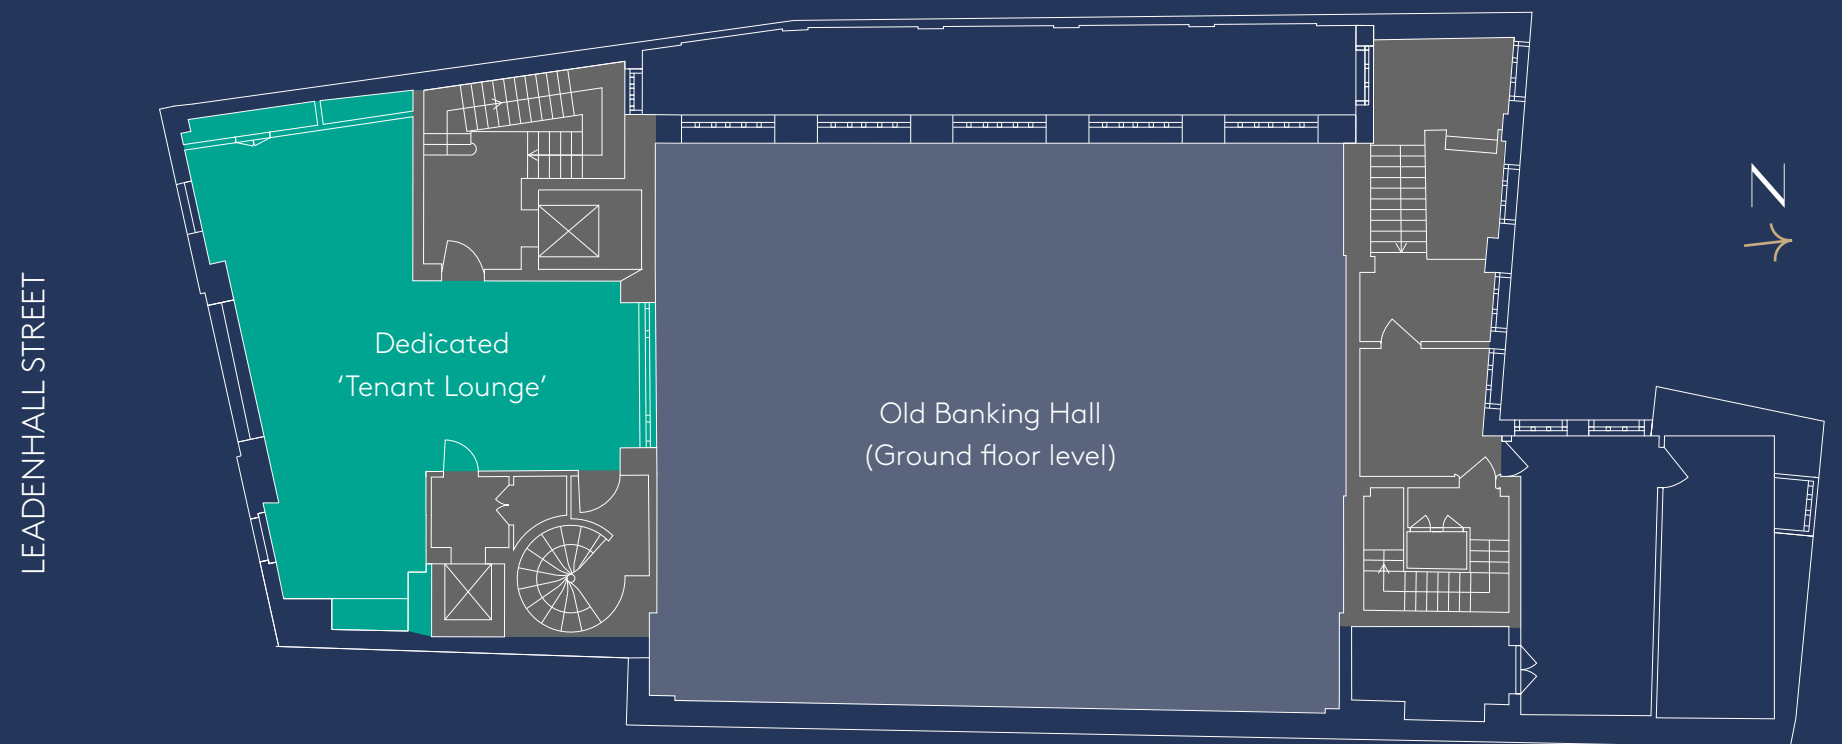 LEADENHALL STREET
Dedicated
‘Tenant Lounge’
Old Banking Hall
(Ground floor level)
N